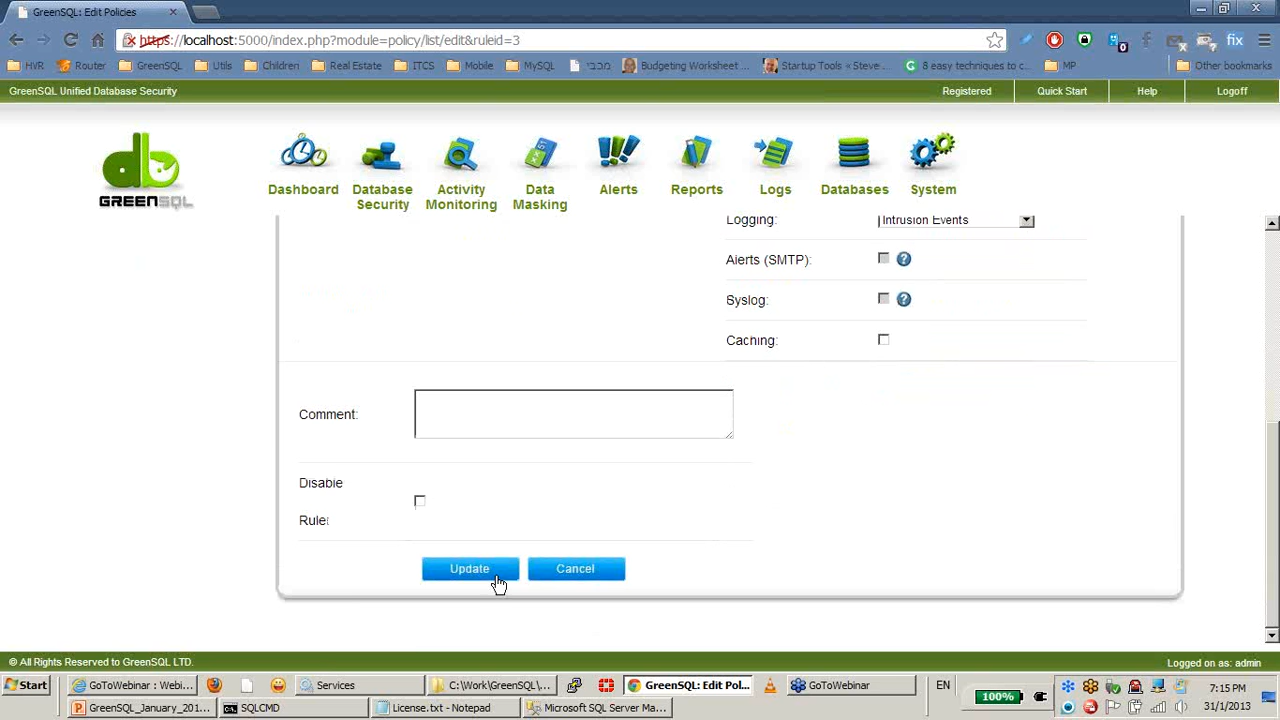 GreenSQL: Edit Policies
https://localhost:5000/index.php?module=policy/list/edit&ruleid=3
HVR Router GreenSQL Utils Children Real Estate ITCS Mobile MySQL מכבי Budgeting Worksheet ... Startup Tools « Steve... 8 easy techniques to c... MP Other bookmarks
GreenSQL Unified Database Security Registered Quick Start Help Logoff
GREENSQL
Dashboard Database Security Activity Monitoring Data Masking Alerts Reports Logs Databases System
Logging: Intrusion Events
Alerts (SMTP):
Syslog:
Caching:
Comment:
Disable
Rule:
Update Cancel
© All Rights Reserved to GreenSQL LTD. Logged on as: admin
Start GoToWebinar : Webi... Services C:\Work\GreenSQL\... GreenSQL: Edit Pol... GoToWebinar EN 100% 7:15 PM
GreenSQL_January_201... SQLCMD License.txt - Notepad Microsoft SQL Server Ma... 31/1/2013